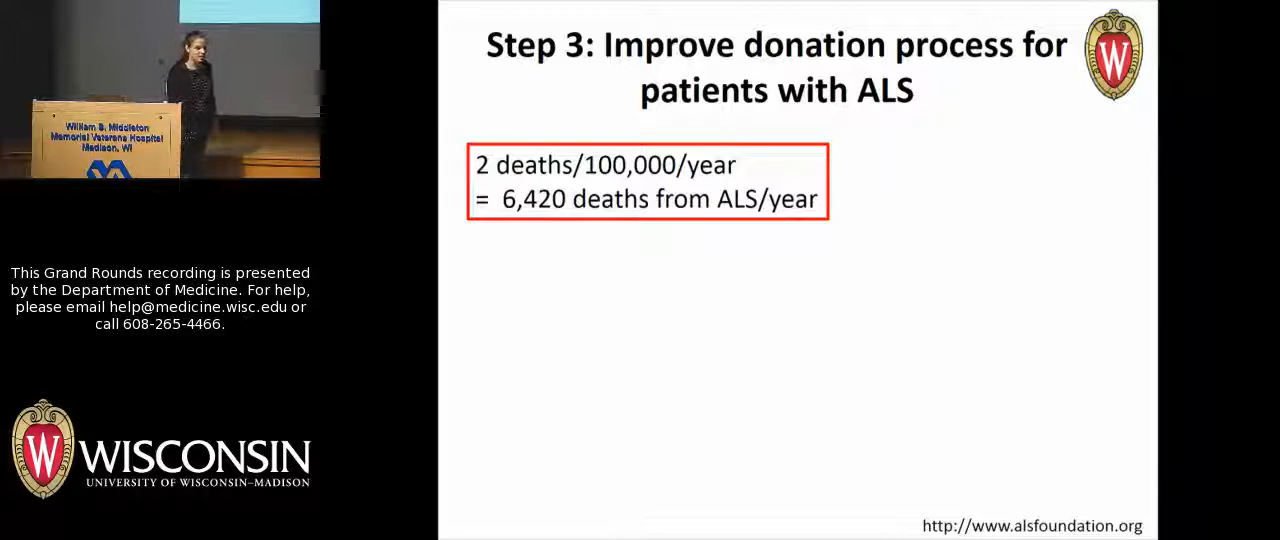 William S. Middleton
Memorial Veterans Hospital
Madison, WI
This Grand Rounds recording is presented
by the Department of Medicine. For help,
please email help@medicine.wisc.edu or
call 608-265-4466.
W
WISCONSIN
UNIVERSITY OF WISCONSIN–MADISON
Step 3: Improve donation process for
patients with ALS
W
2 deaths/100,000/year
= 6,420 deaths from ALS/year
http://www.alsfoundation.org